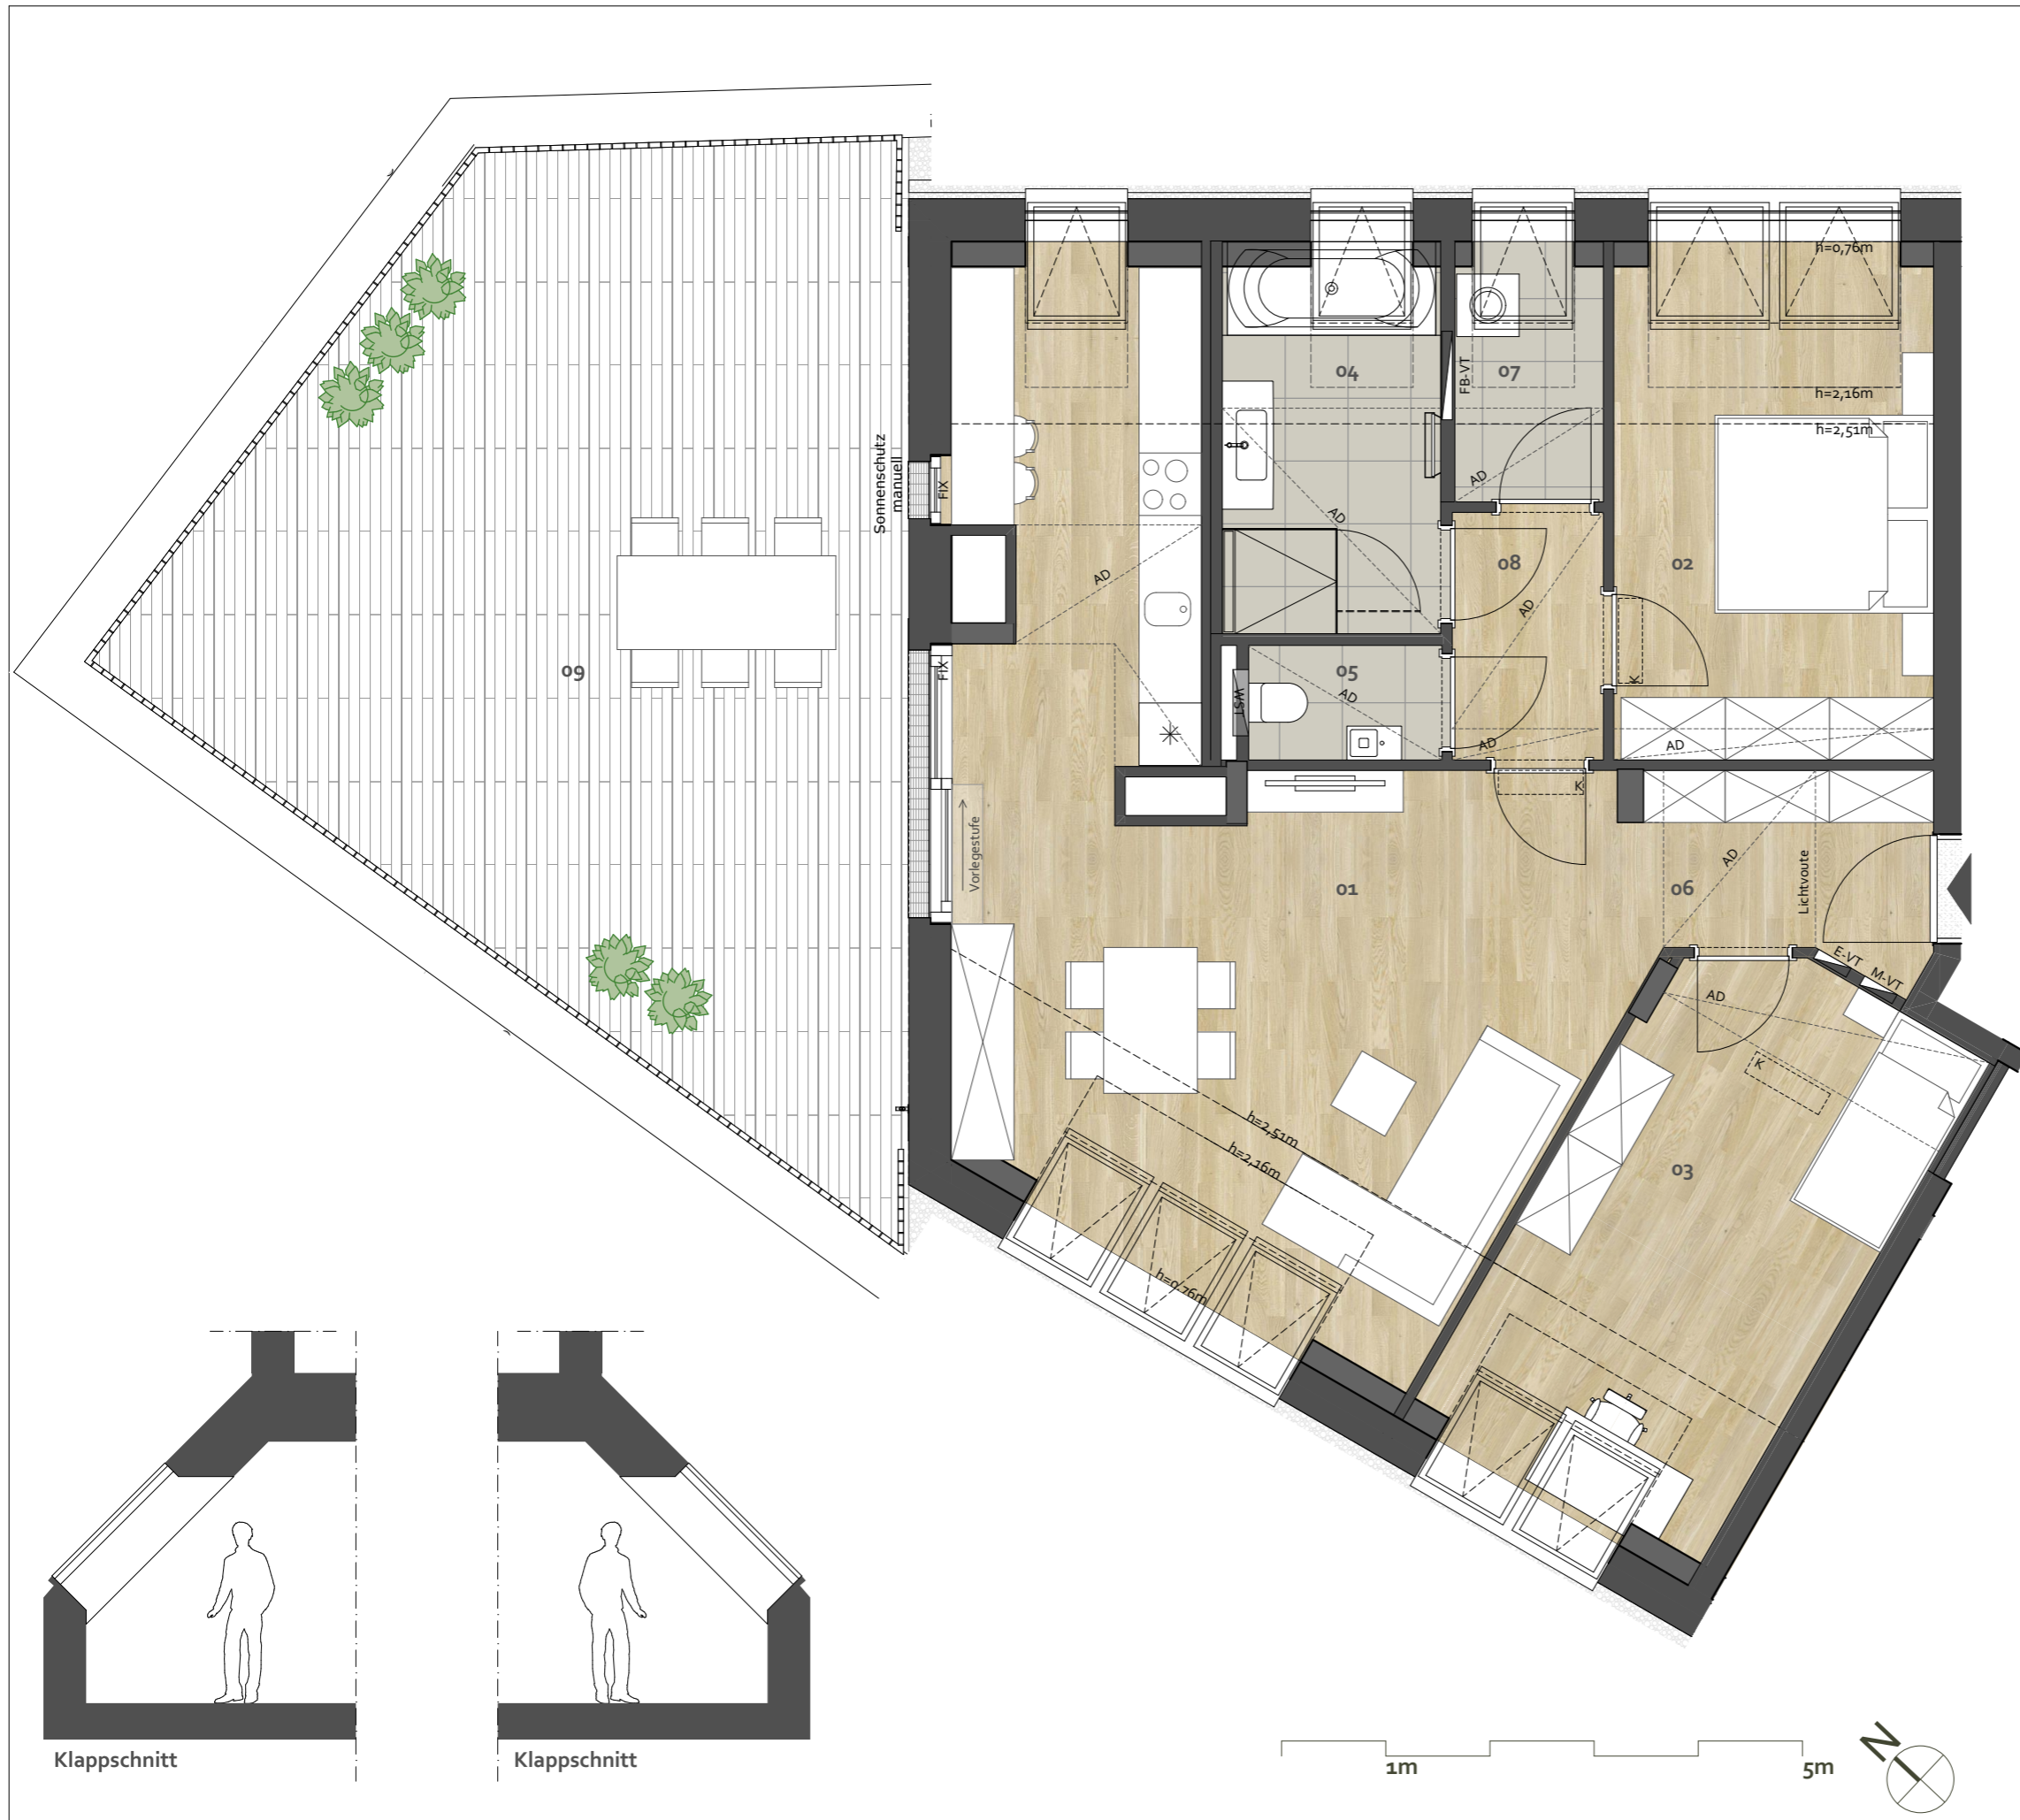 h=0,76m
04
FB-VT
07
h=2,16m
h=2,51m
Sonnenschutz
manuell
FIX
AD
AD
AD
08
02
AD
09
FIX
05
AD
WST
K
AD
AD
K
Vorlegestufe
01
06
AD
Lichtvoute
E-VT
M-VT
AD
K
h=2,51m
h=2,16m
03
h=0,76m
Klappschnitt
Klappschnitt
1m
5m
N